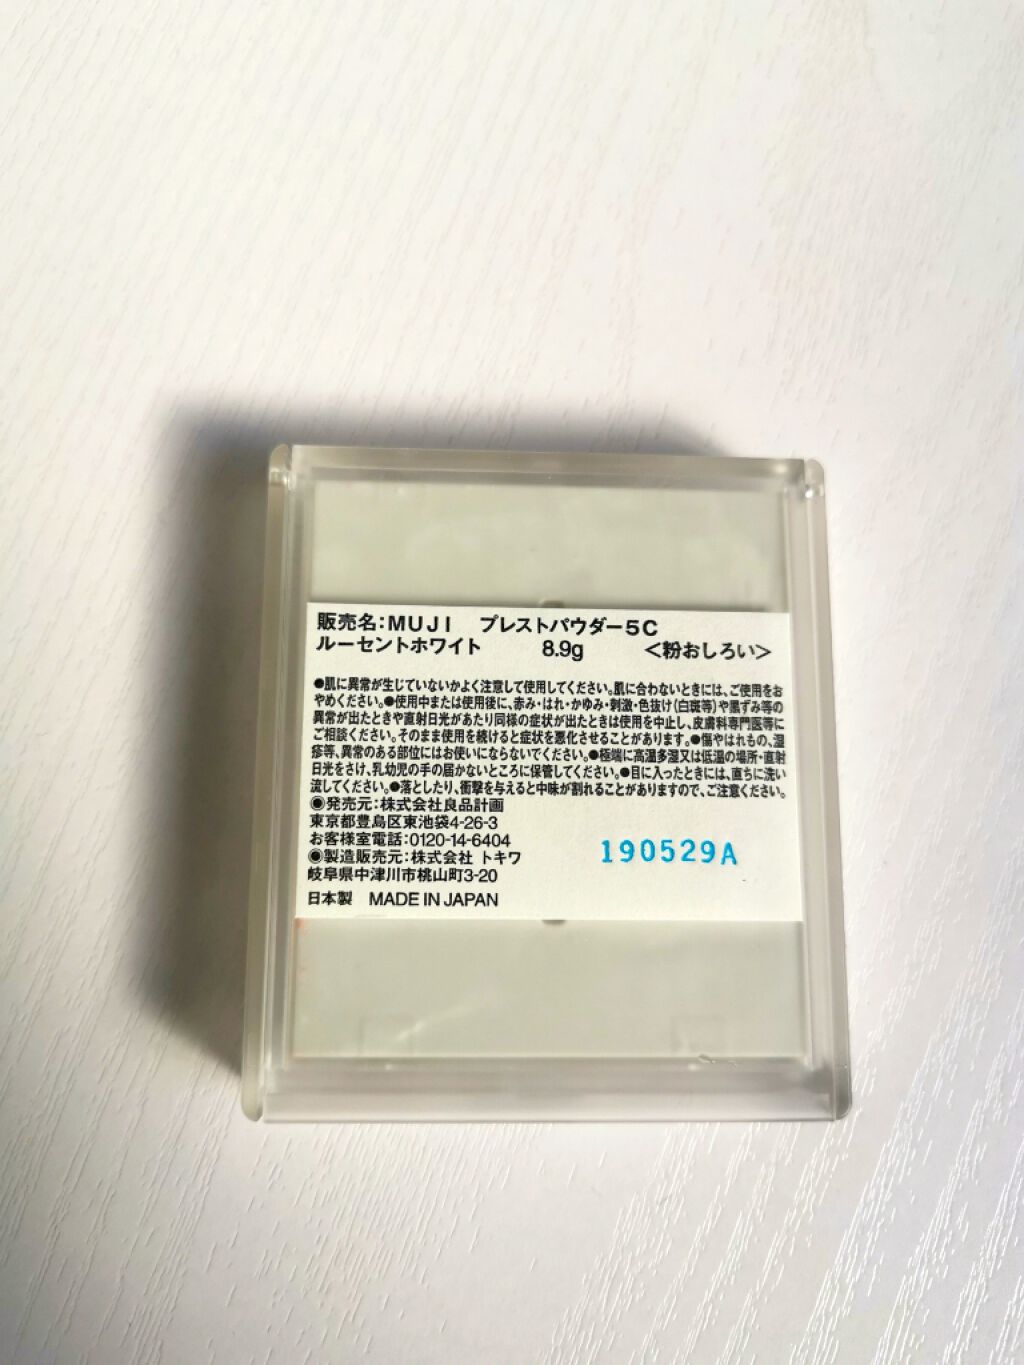 販売名:MUJI プレストパウダー5C
ルーセントホワイト 8.9g <粉おしろい>
●肌に異常が生じていないかよく注意して使用してください。肌に合わないときには、ご使用をお
やめください。●使用中または使用後に、赤み・はれ・かゆみ・刺激・色抜け(白斑等)や黒ずみ等の
異常が出たときや直射日光があたり同様の症状が出たときは使用を中止し、皮膚科専門医等に
ご相談ください。そのまま使用を続けると症状を悪化させることがあります。●傷やはれもの、湿
疹等、異常のある部位にはお使いにならないでください。●極端に高温多湿又は低温の場所・直射
日光をさけ、乳幼児の手の届かないところに保管してください。●目に入ったときには、直ちに洗い
流してください。●落としたり、衝撃を与えると中味が割れることがありますので、ご注意ください。
◉発売元:株式会社良品計画
東京都豊島区東池袋4-26-3
お客様室電話:0120-14-6404
◉製造販売元:株式会社 トキワ
岐阜県中津川市桃山町3-20
日本製 MADE IN JAPAN
190529A